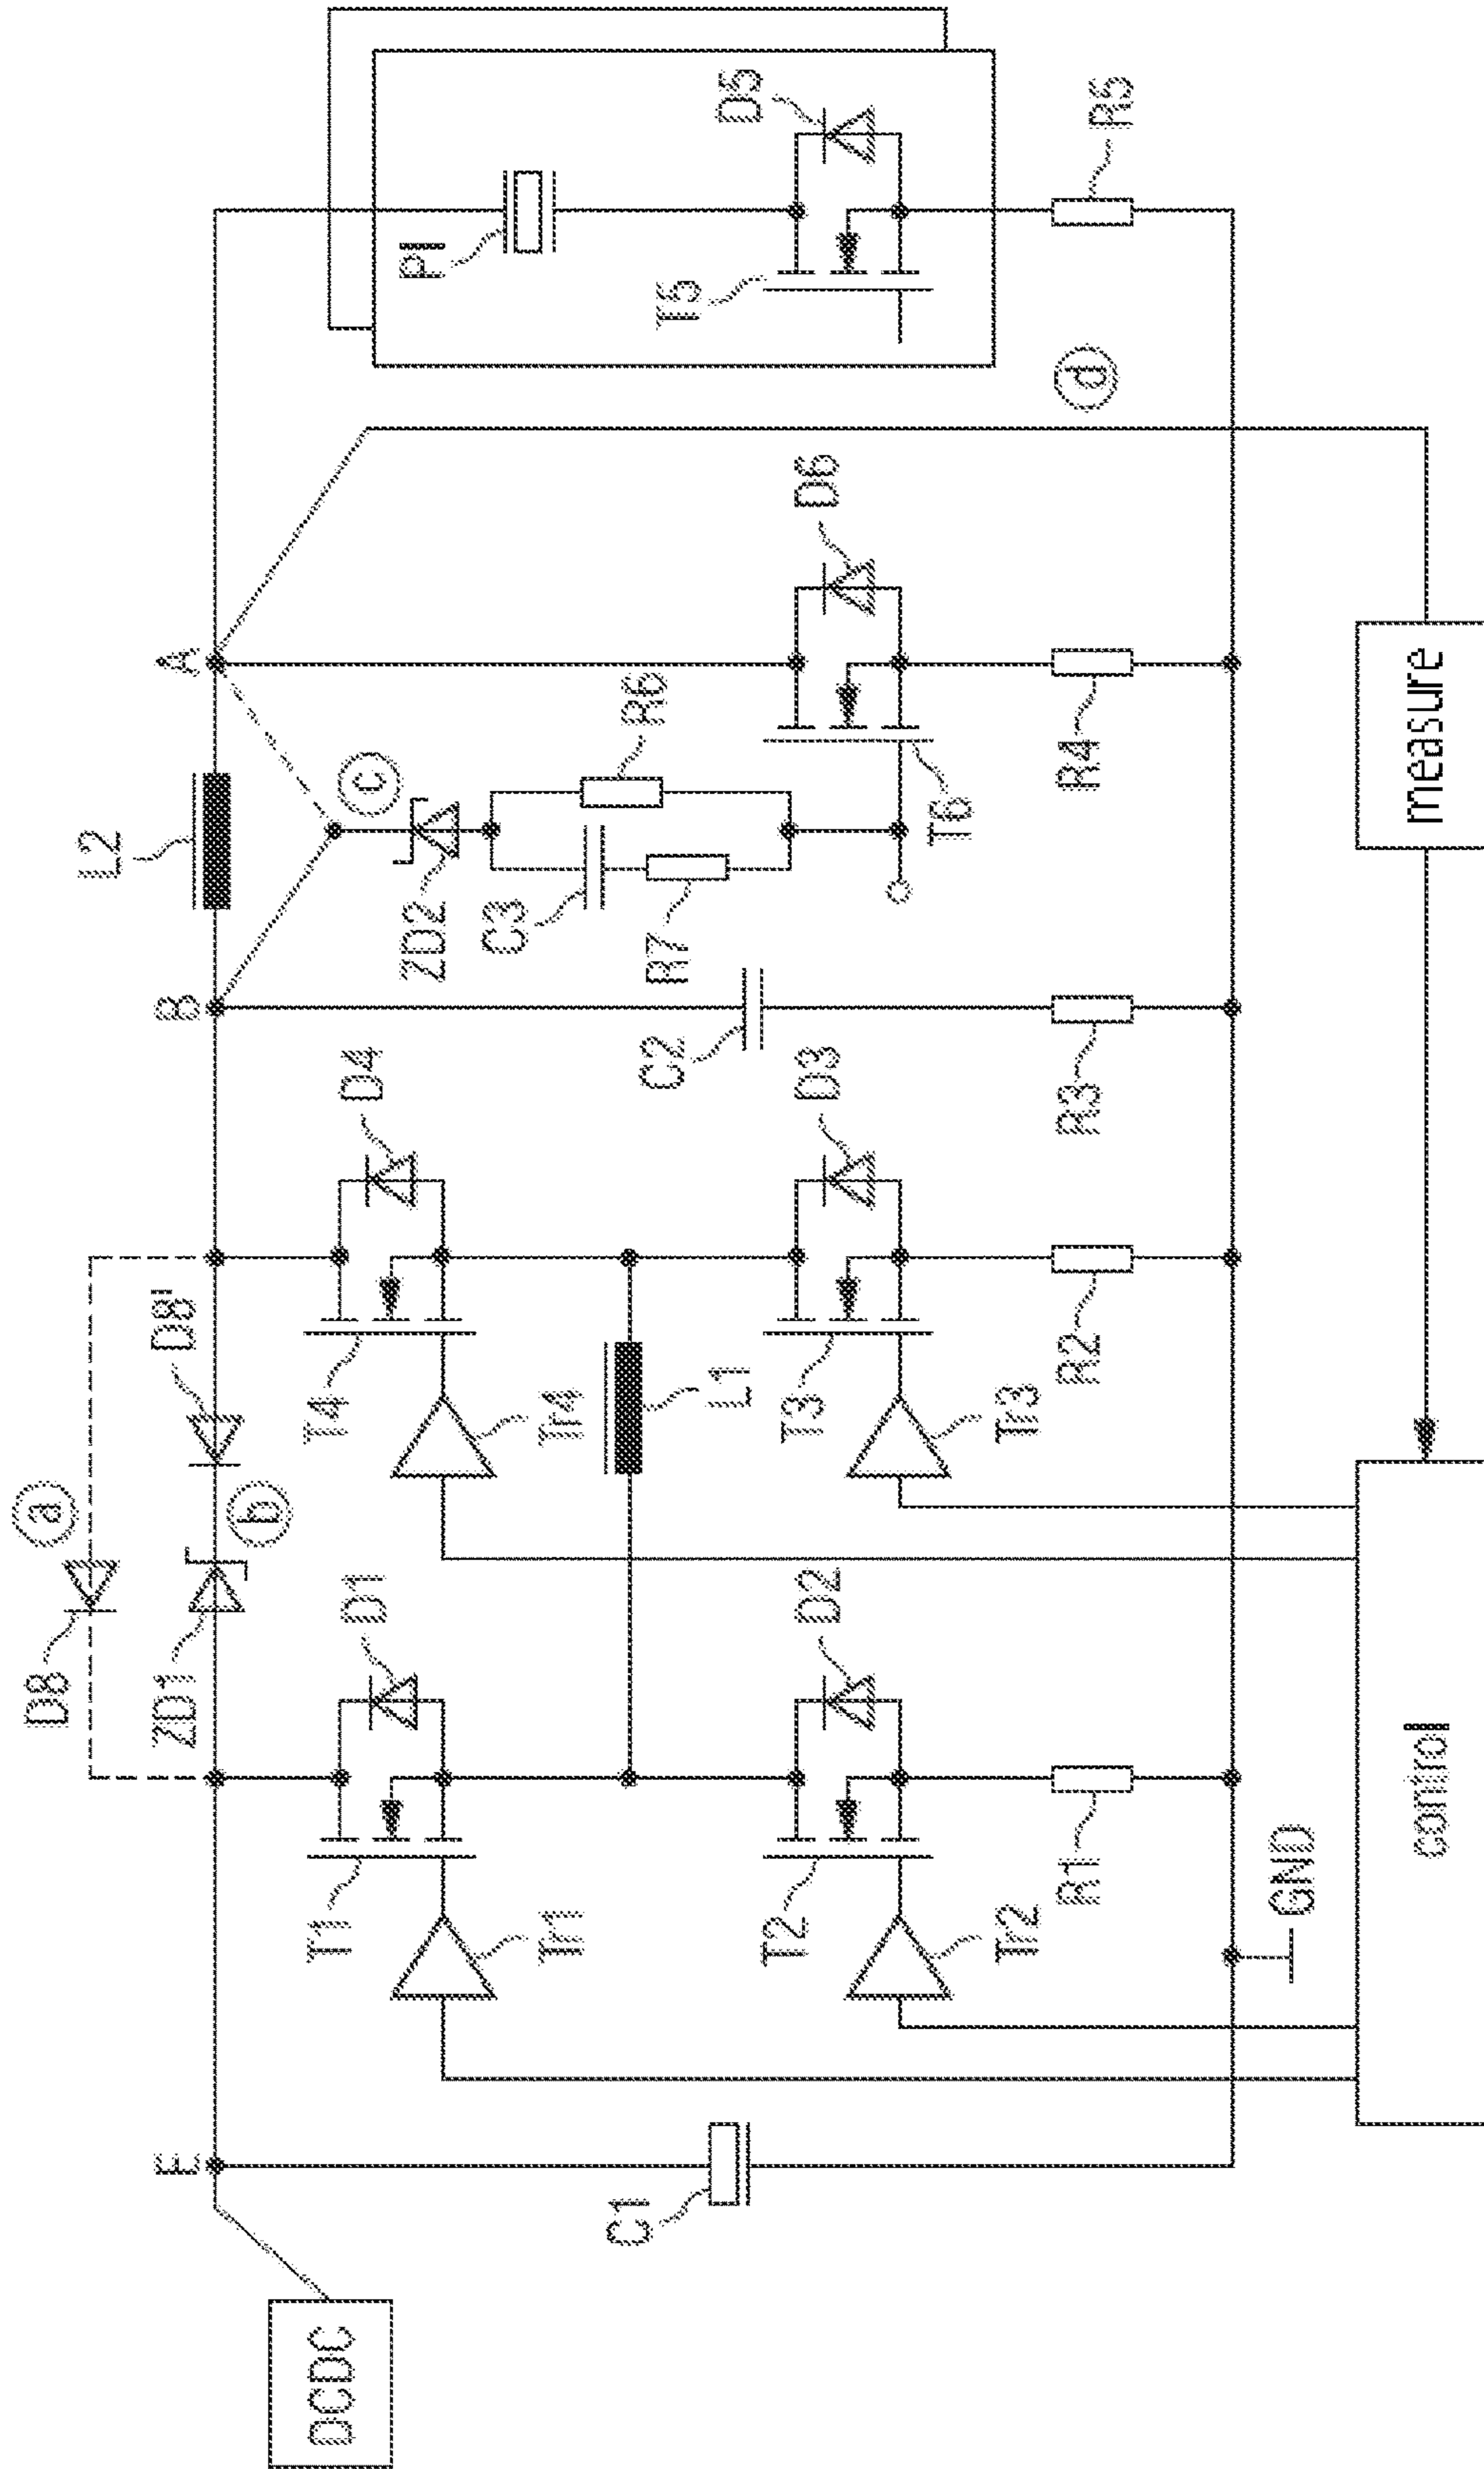 DCDC
E
C1
D8
a
ZD1
b
D8'
T1
D1
Tr1
T2
D2
Tr2
R1
GND
T4
D4
Tr4
L1
T3
D3
Tr3
R2
B
L2
A
c
ZD2
C3
R7
R6
C2
R3
T6
D6
R4
d
PI
T5
D5
R5
control
measure